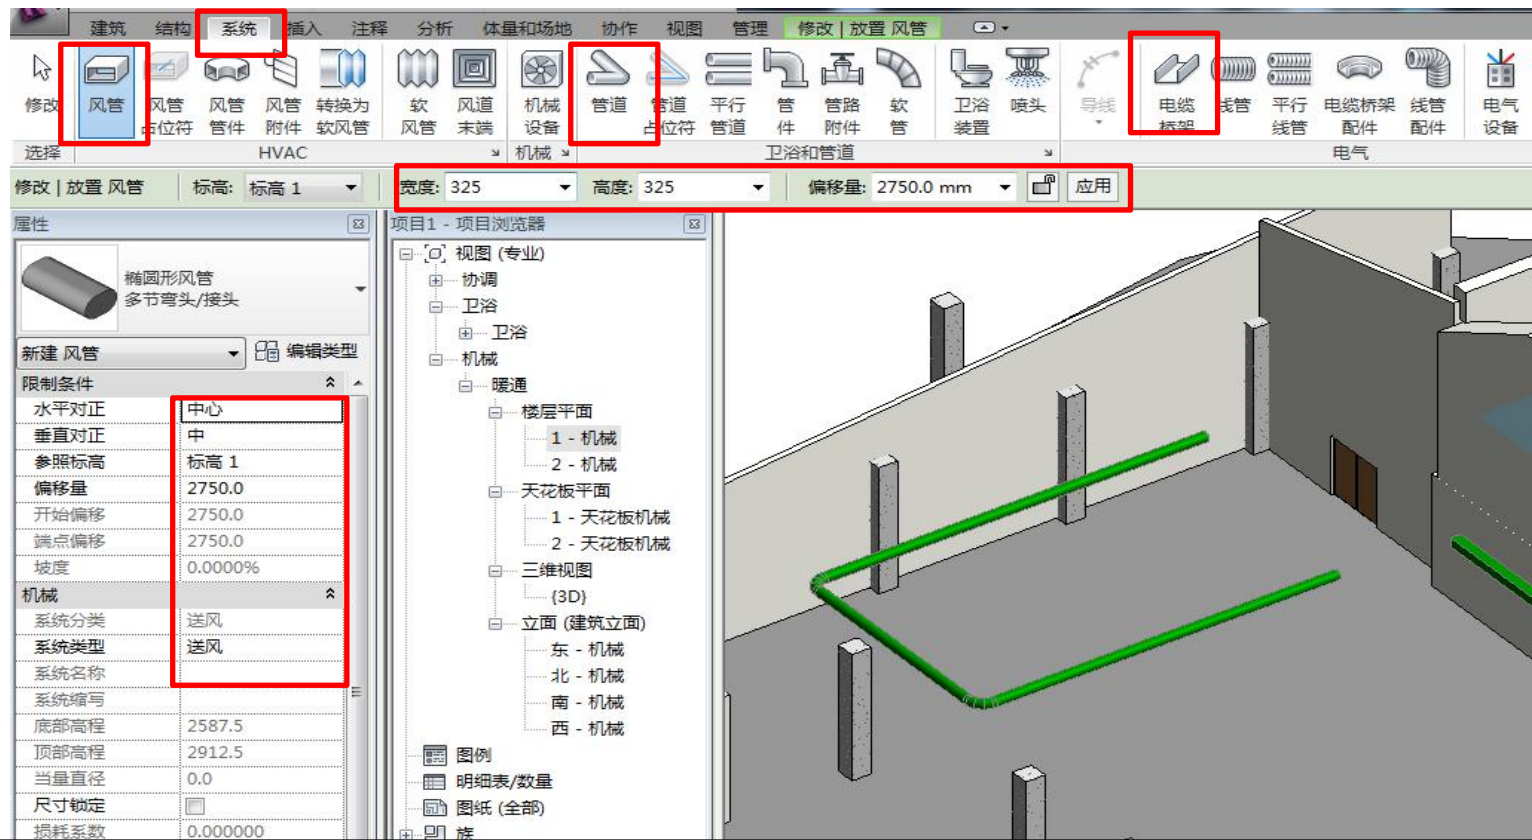 建筑 结构 系统 插入 注释 分析 体量和场地 协作 视图 管理 修改 | 放置 风管
修改 风管 风管 占位符 风管 管件 风管 附件 转换为 软风管 软 风管 风道 末端 机械 设备 管道 管道 占位符 平行 管道 管 件 管路 附件 软 管 卫浴 装置 喷头 导线 电缆 桥架 线管 平行 线管 电缆桥架 配件 线管 配件 电气 设备
选择 HVAC 机械 卫浴和管道 电气
修改 | 放置 风管 标高: 标高 1 宽度: 325 高度: 325 偏移量: 2750.0 mm 应用
属性
椭圆形风管
多节弯头/接头
新建 风管 编辑类型
限制条件
水平对正 中心
垂直对正 中
参照标高 标高 1
偏移量 2750.0
开始偏移 2750.0
端点偏移 2750.0
坡度 0.0000%
机械
系统分类 送风
系统类型 送风
系统名称
系统缩写
底部高程 2587.5
顶部高程 2912.5
当量直径 0.0
尺寸锁定
损耗系数 0.000000
项目1 - 项目浏览器
视图 (专业)
协调
卫浴
卫浴
机械
暖通
楼层平面
1 - 机械
2 - 机械
天花板平面
1 - 天花板机械
2 - 天花板机械
三维视图
{3D}
立面 (建筑立面)
东 - 机械
北 - 机械
南 - 机械
西 - 机械
图例
明细表/数量
图纸 (全部)
族